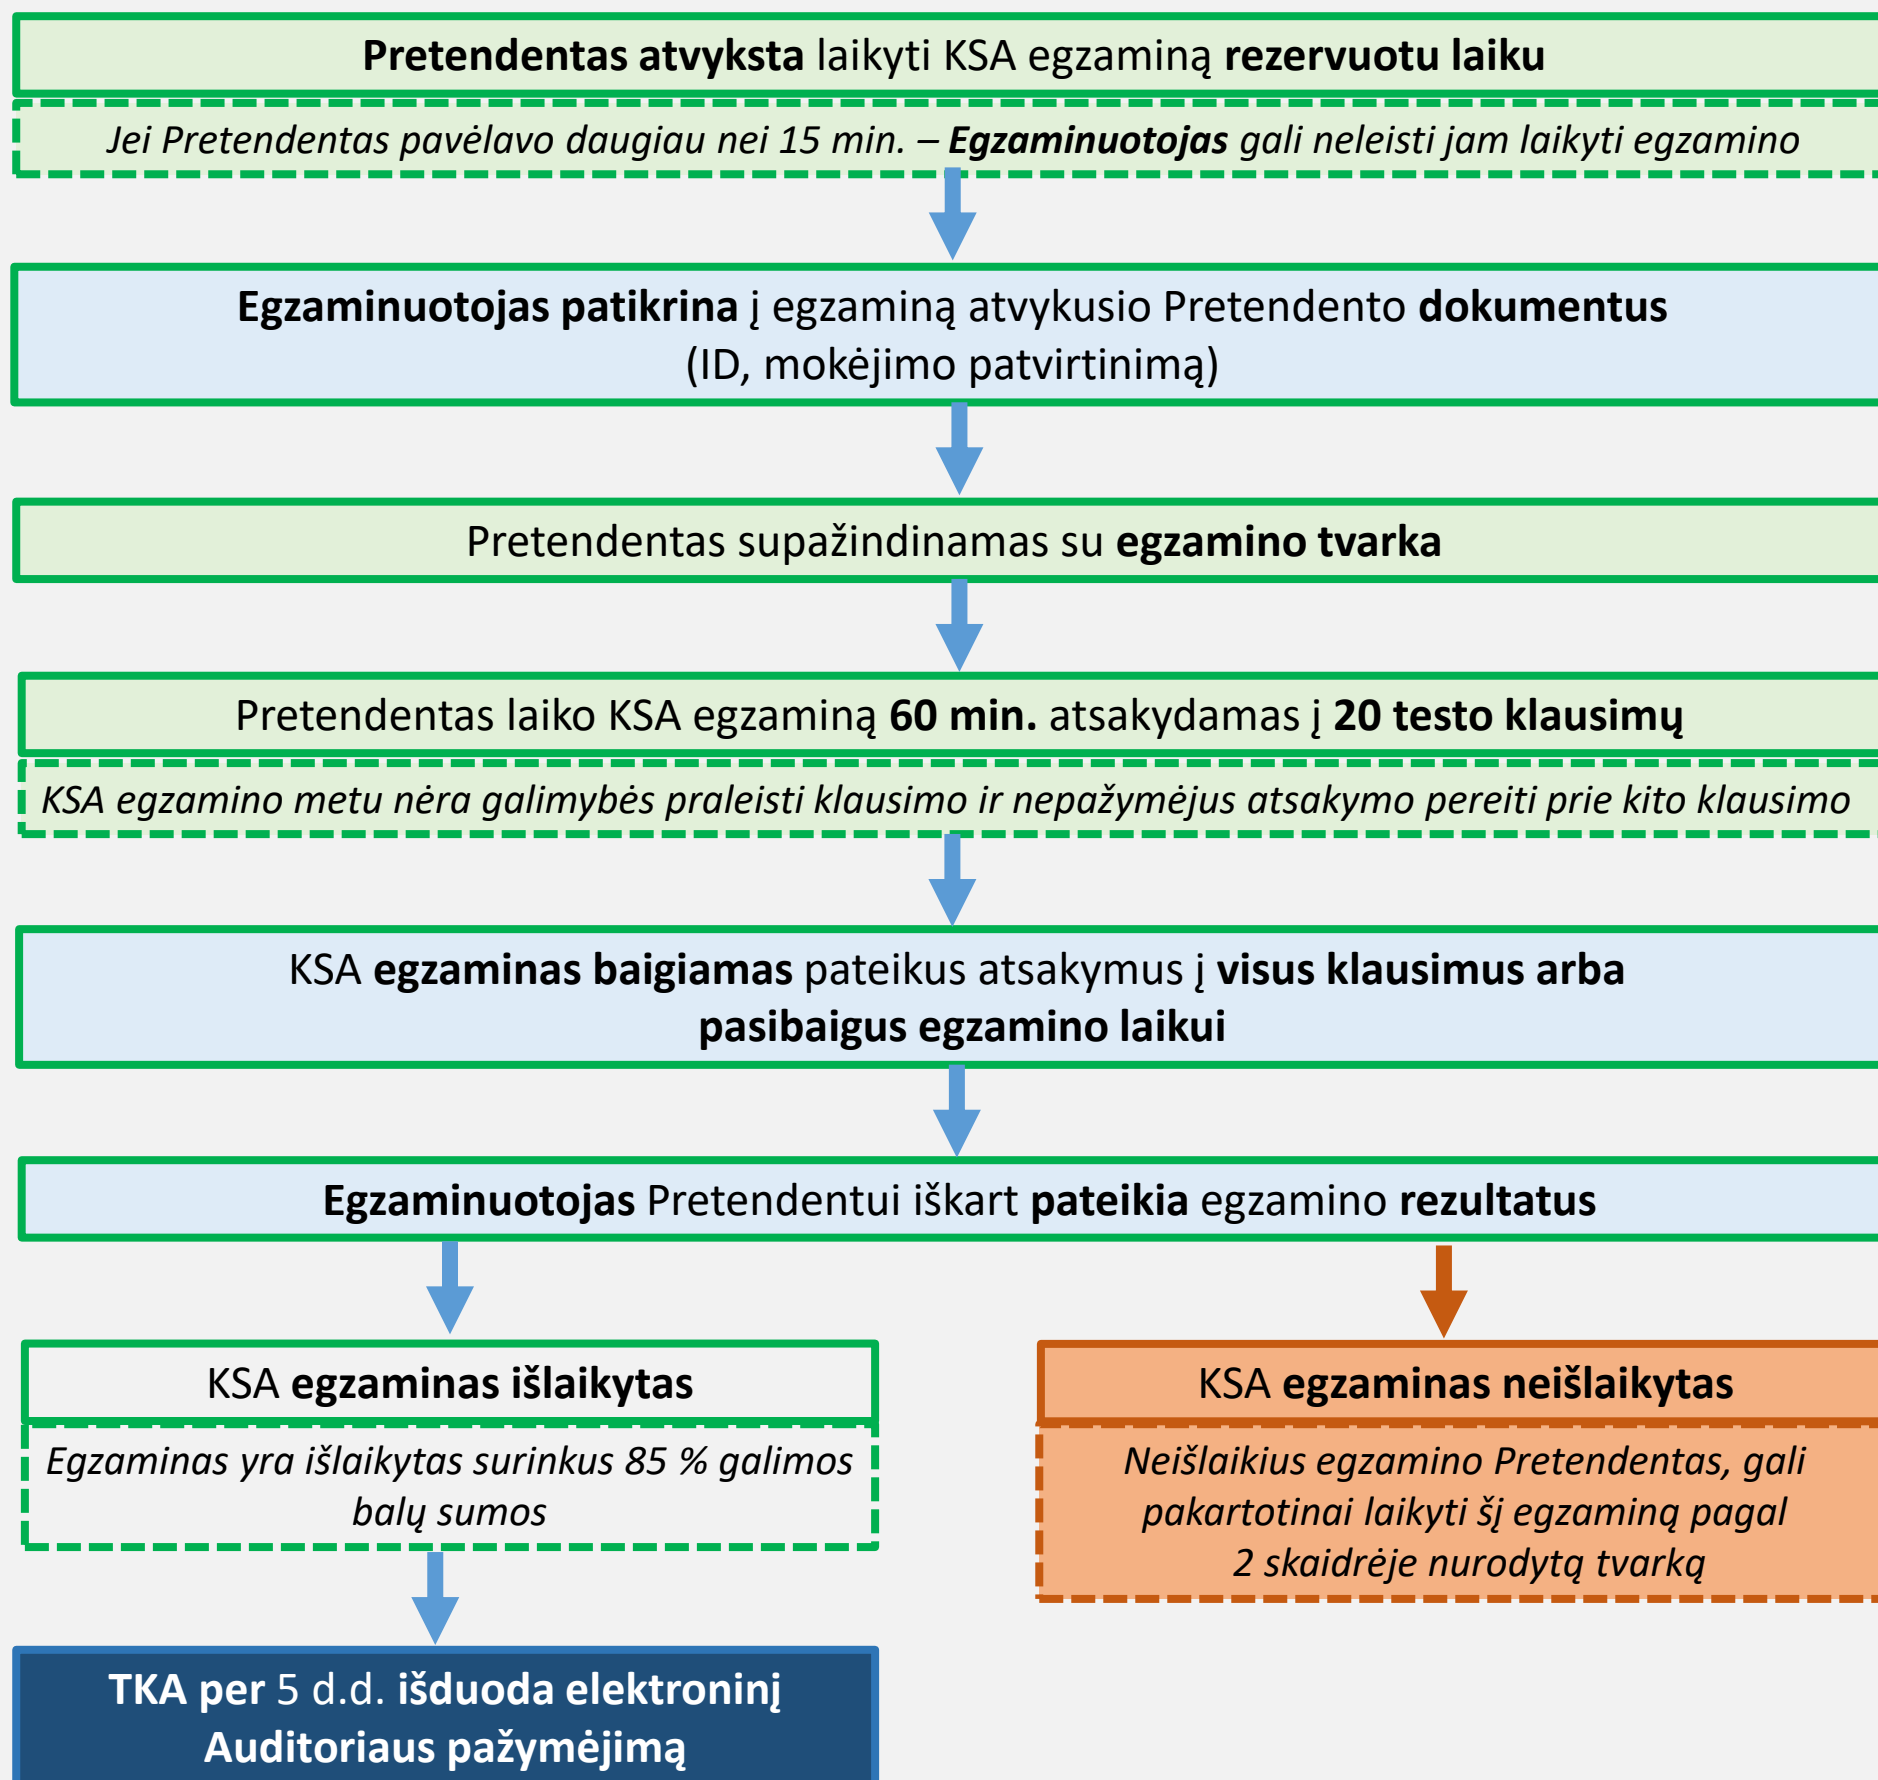 Pretendentas atvyksta laikyti KSA egzaminą rezervuotu laiku
Jei Pretendentas pavėlavo daugiau nei 15 min. – Egzaminuotojas gali neleisti jam laikyti egzamino
Egzaminuotojas patikrina į egzaminą atvykusio Pretendento dokumentus
(ID, mokėjimo patvirtinimą)
Pretendentas supažindinamas su egzamino tvarka
Pretendentas laiko KSA egzaminą 60 min. atsakydamas į 20 testo klausimų
KSA egzamino metu nėra galimybės praleisti klausimo ir nepažymėjus atsakymo pereiti prie kito klausimo
KSA egzaminas baigiamas pateikus atsakymus į visus klausimus arba
pasibaigus egzamino laikui
Egzaminuotojas Pretendentui iškart pateikia egzamino rezultatus
KSA egzaminas išlaikytas
Egzaminas yra išlaikytas surinkus 85 % galimos
balų sumos
KSA egzaminas neišlaikytas
Neišlaikius egzamino Pretendentas, gali
pakartotinai laikyti šį egzaminą pagal
2 skaidrėje nurodytą tvarką
TKA per 5 d.d. išduoda elektroninį
Auditoriaus pažymėjimą